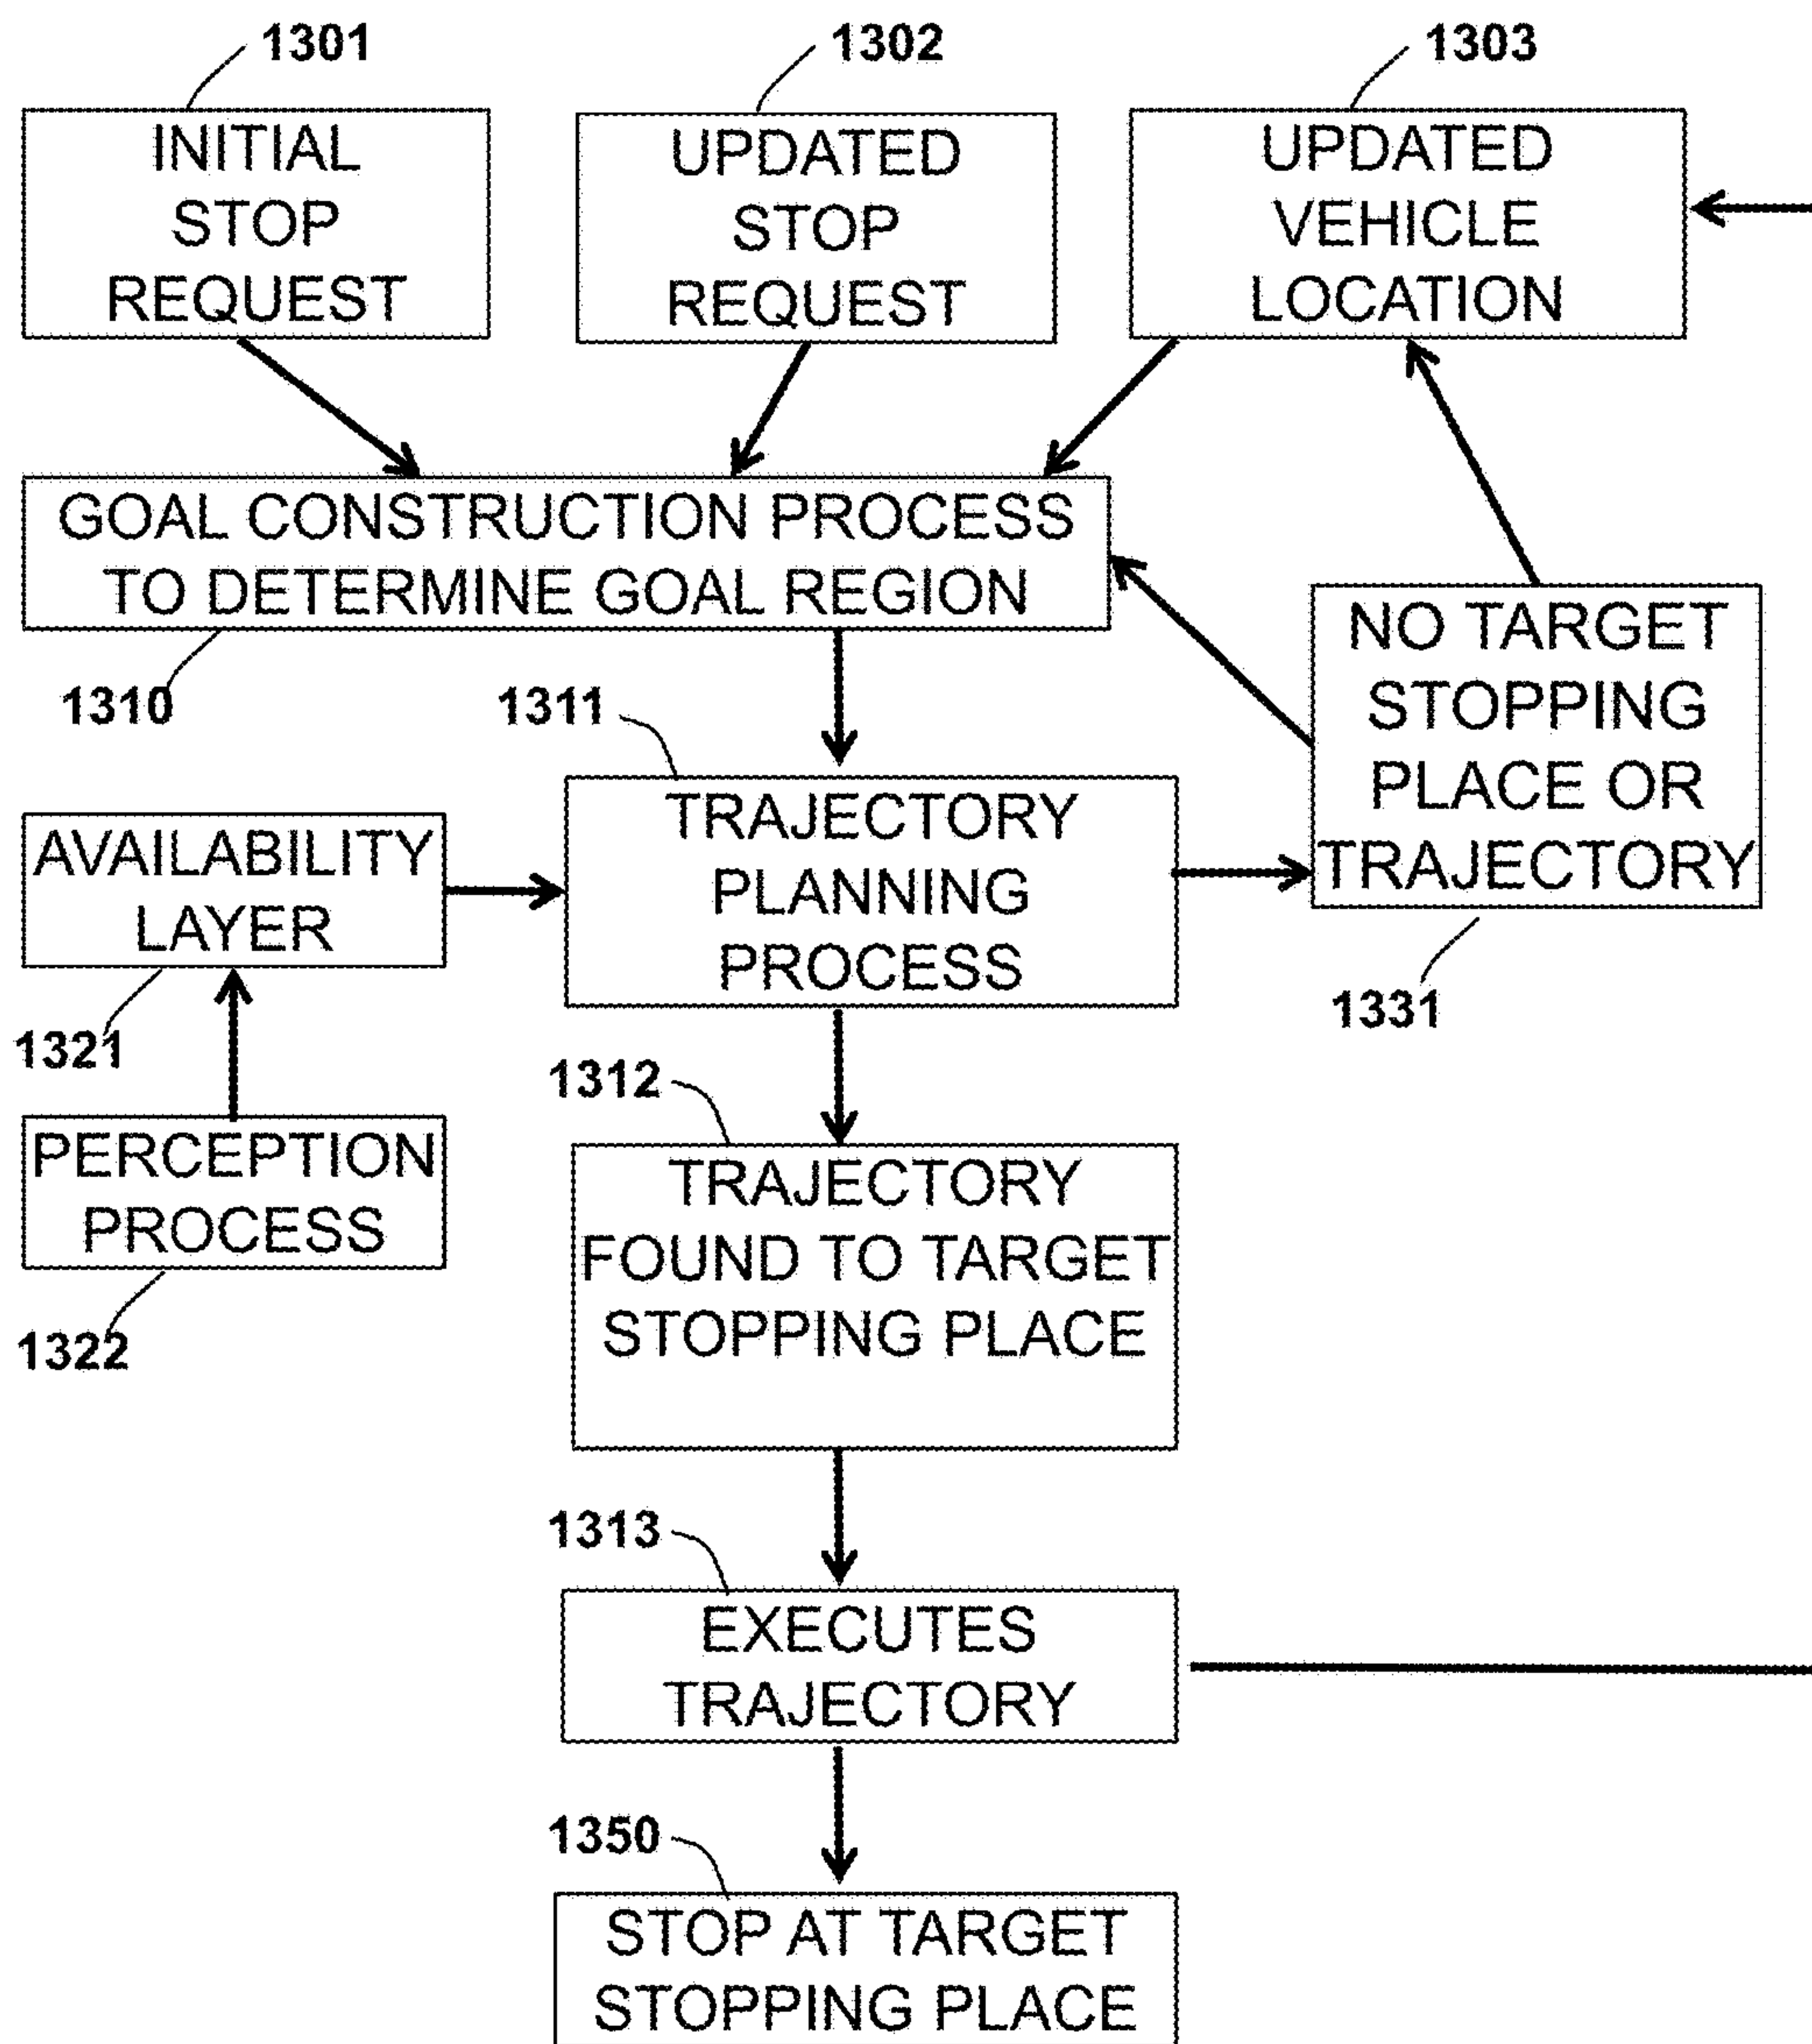 1301
INITIAL
STOP
REQUEST
1302
UPDATED
STOP
REQUEST
1303
UPDATED
VEHICLE
LOCATION
GOAL CONSTRUCTION PROCESS
TO DETERMINE GOAL REGION
1310
NO TARGET
STOPPING
PLACE OR
TRAJECTORY
1331
1311
TRAJECTORY
PLANNING
PROCESS
AVAILABILITY
LAYER
1321
PERCEPTION
PROCESS
1322
1312
TRAJECTORY
FOUND TO TARGET
STOPPING PLACE
1313
EXECUTES
TRAJECTORY
1350
STOP AT TARGET
STOPPING PLACE